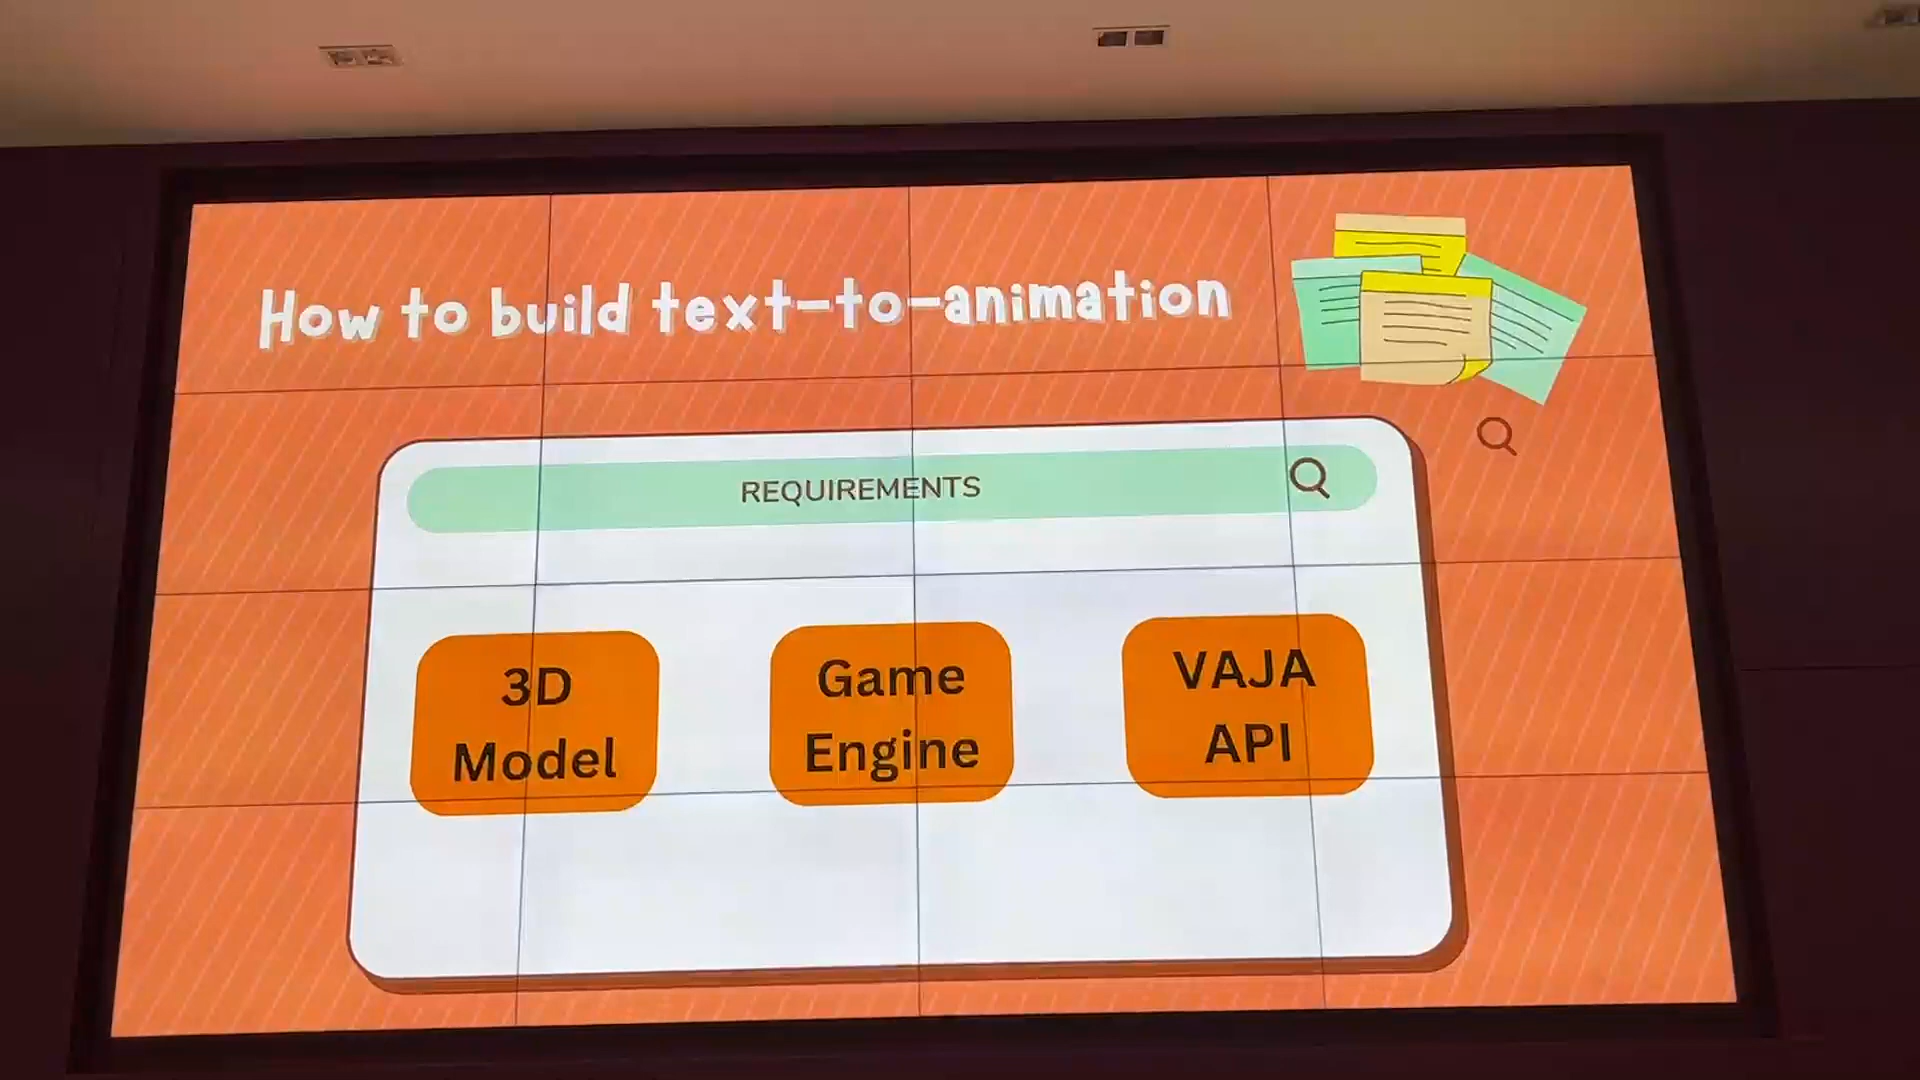 How to build text-to-animation
REQUIREMENTS
3D
Model
Game
Engine
VAJA
API